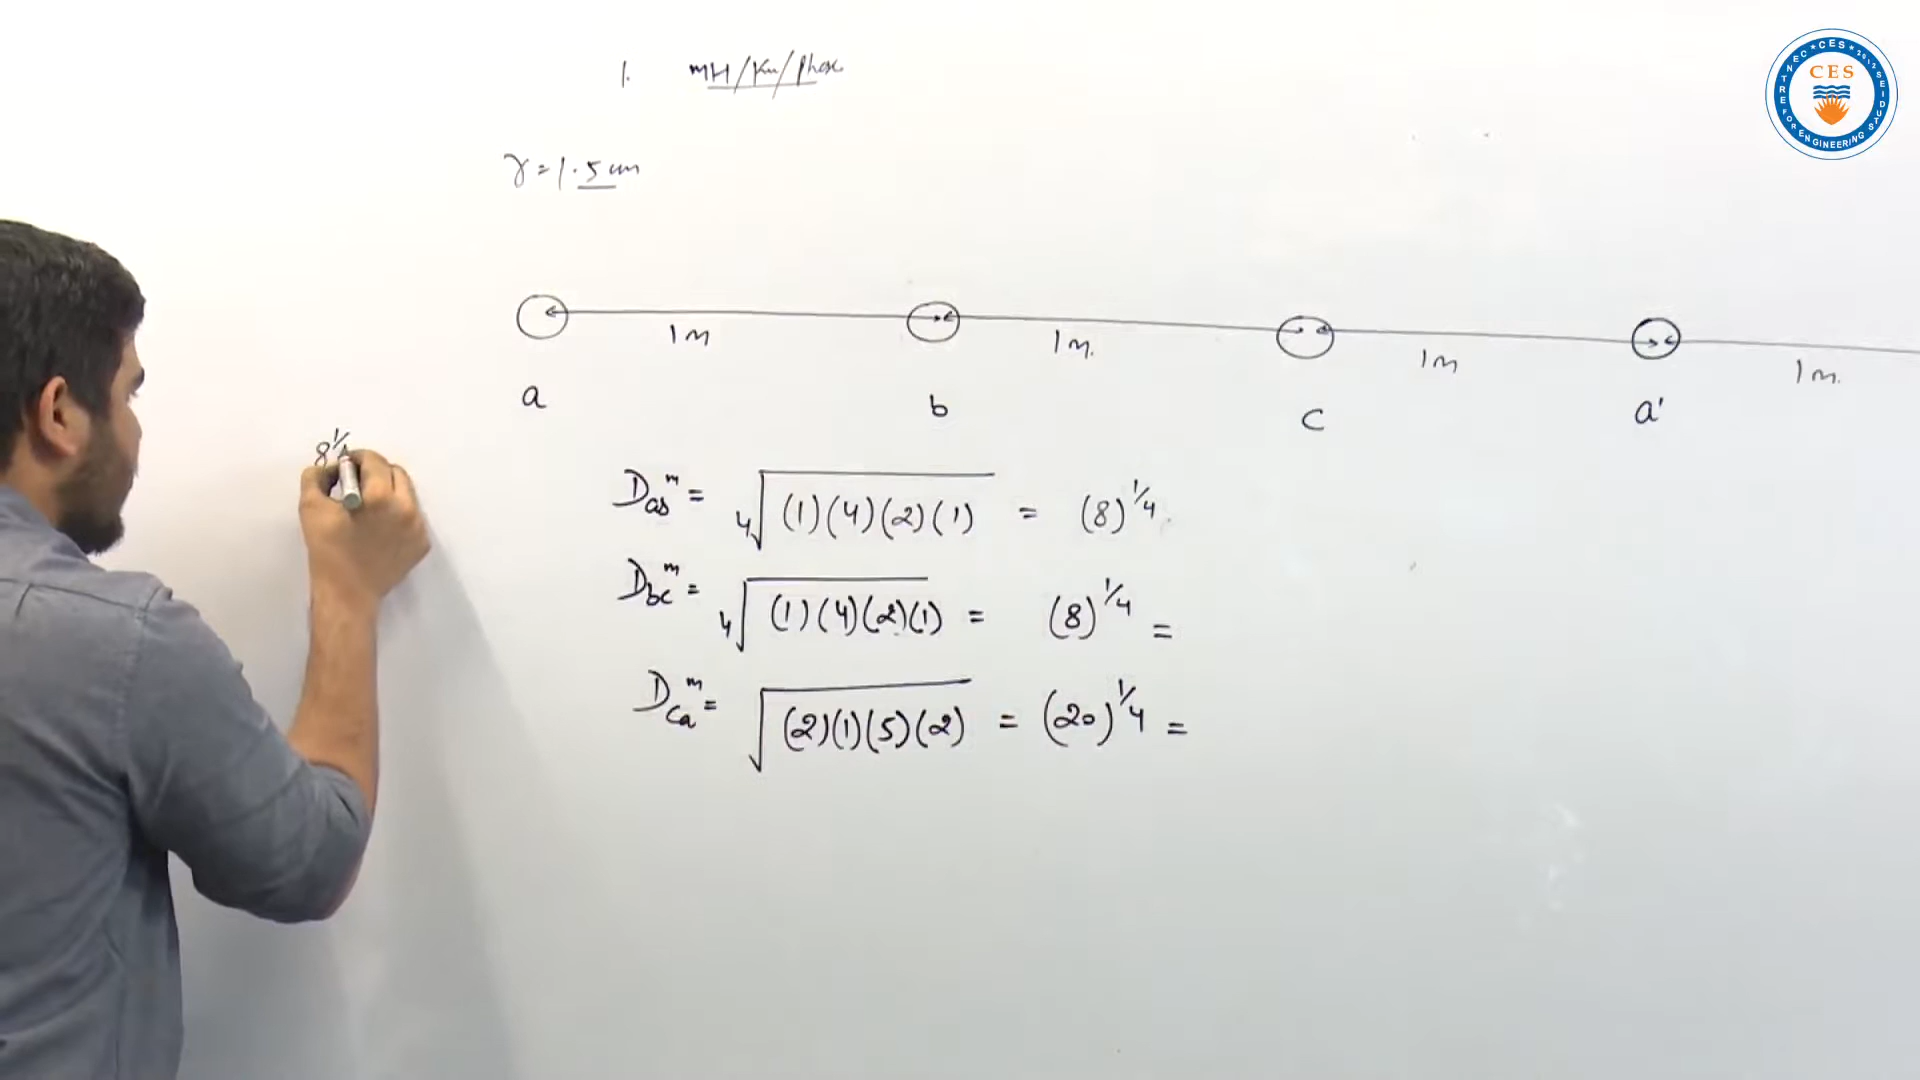 1. mH/Km/phase
r = 1.5 cm
1m 1m. 1m 1m.
a b c a'
8^1/4
D_ab^m = ⁴√(1)(4)(2)(1) = (8)^1/4
D_bc^m = ⁴√(1)(4)(2)(1) = (8)^1/4 =
D_ca^m = √(2)(1)(5)(2) = (20)^1/4 =
CES
CES * 2012
CENTRE FOR ENGINEERING STUDIES